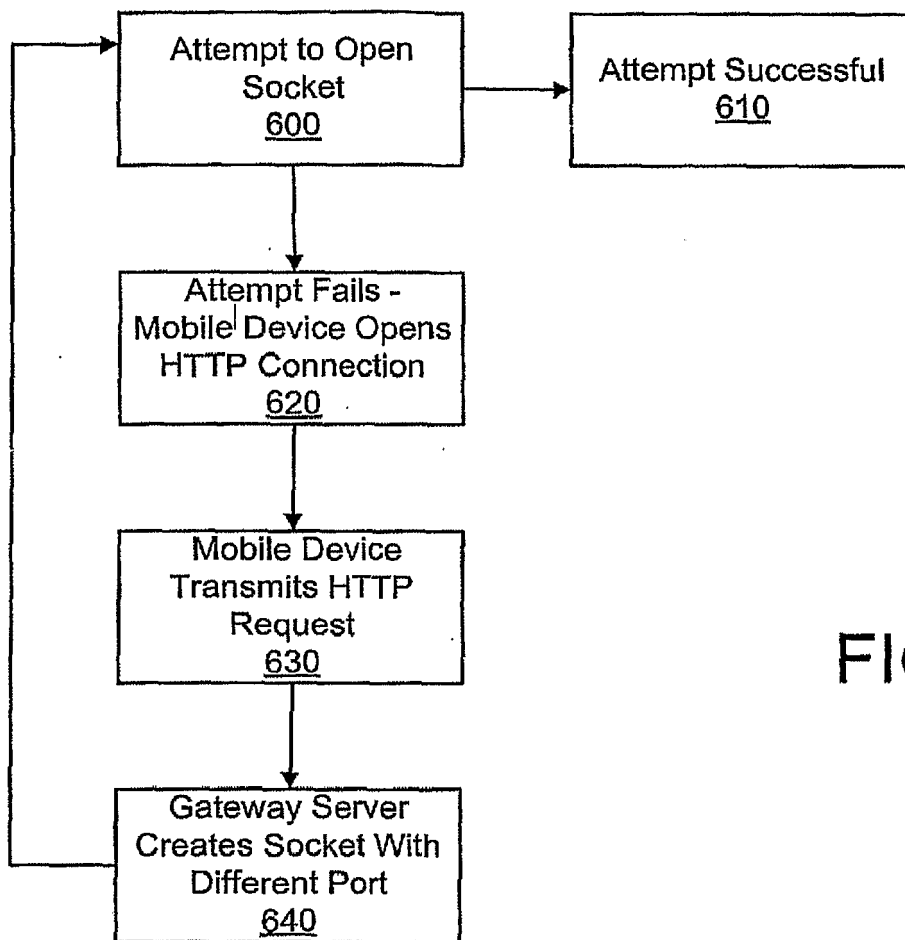 Attempt to Open
Socket
600
Attempt Successful
610
Attempt Fails -
Mobile Device Opens
HTTP Connection
620
Mobile Device
Transmits HTTP
Request
630
Gateway Server
Creates Socket With
Different Port
640